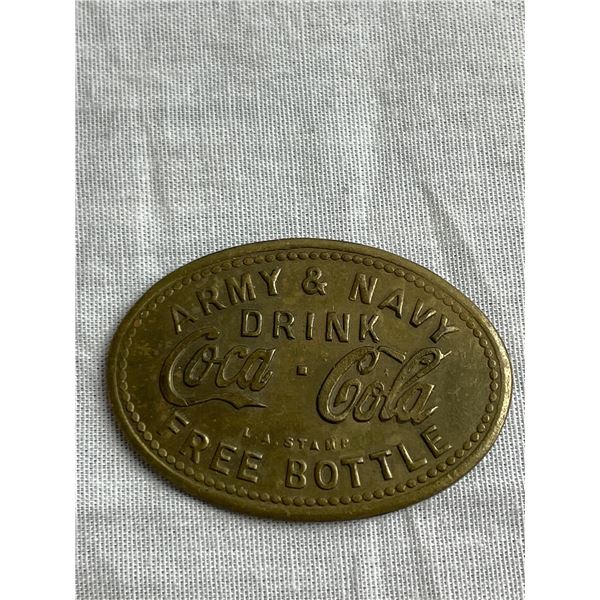 ARMY & NAVY
DRINK
Coca · Cola
L.A. STAMP
FREE BOTTLE